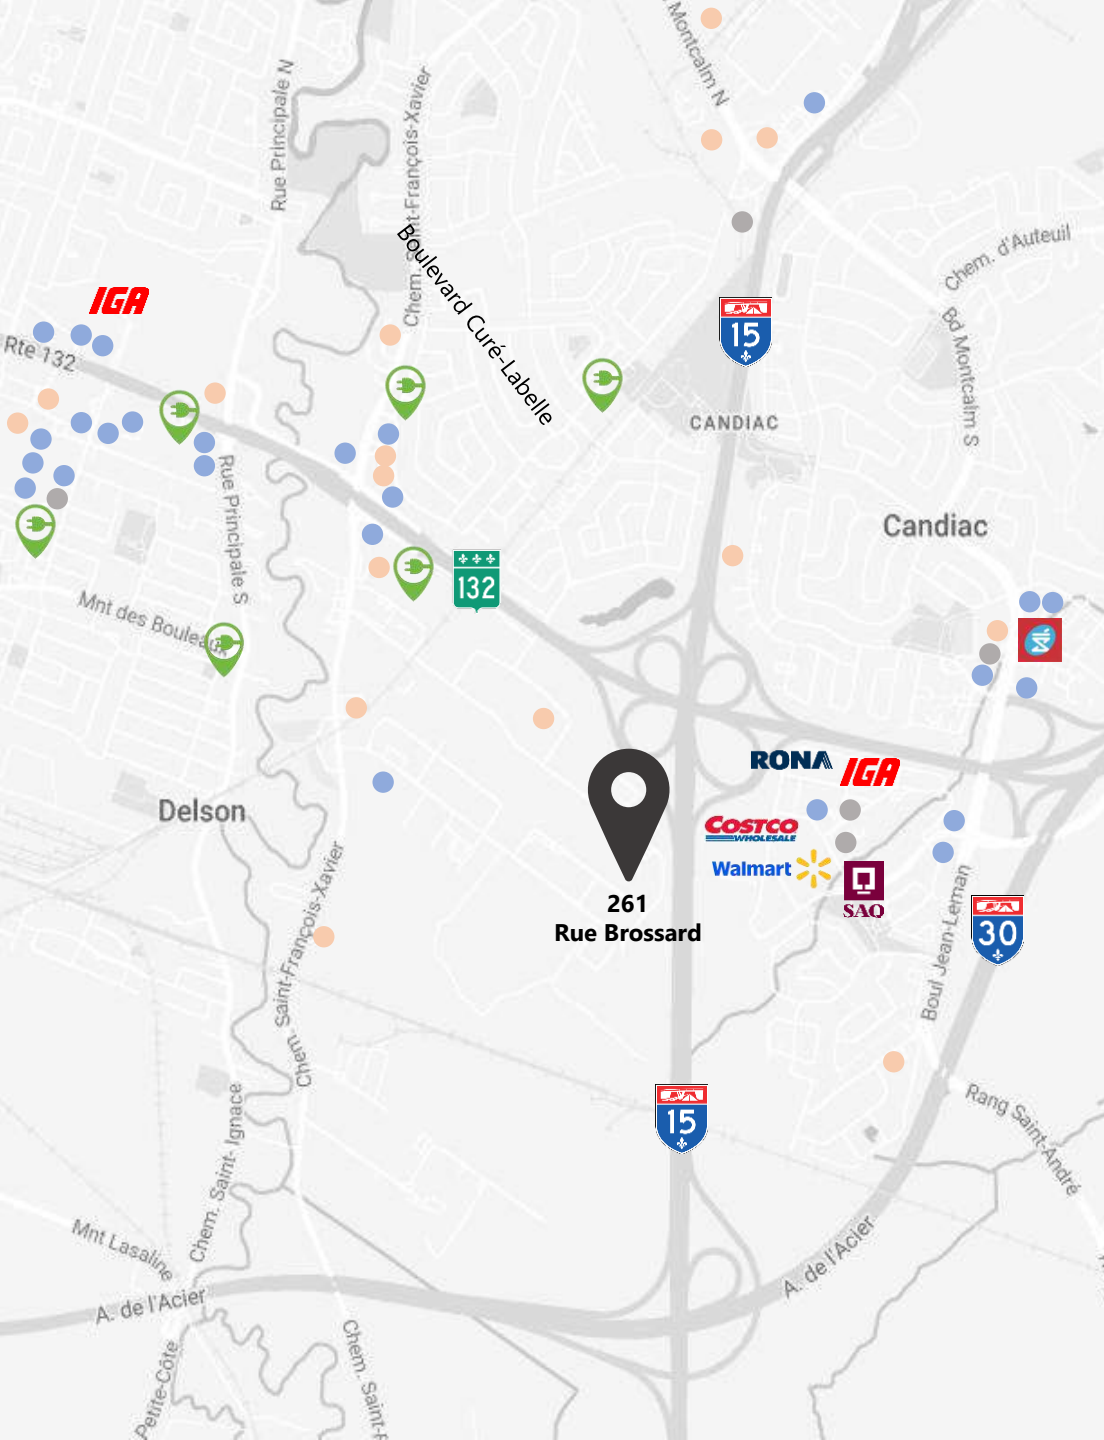 Montcalm N
Rue Principale N
Chem. Saint-François-Xavier
Boulevard Curé-Labelle
Chem. d'Auteuil
IGA
15
Rte 132
Bd Montcalm S
CANDIAC
Rue Principale S
Candiac
132
Mnt des Bouleaux
RONA
IGA
Delson
COSTCO
WHOLESALE
Walmart
SAQ
261
Rue Brossard
30
Boul Jean-Leman
Chem. Saint-François-Xavier
15
Rang Saint-André
Chem. Saint- Ignace
Mnt Lasaline
A. de l'Acier
A. de l'Acier
Petite-Côte